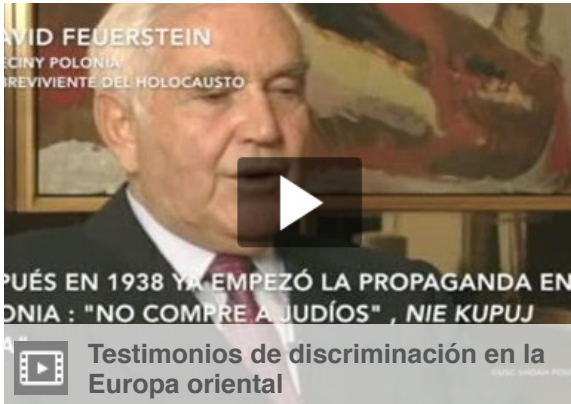 AVID FEUERSTEIN
ECINY POLONIA
BREVIVIENTE DEL HOLOCAUSTO
PUÉS EN 1938 YA EMPEZÓ LA PROPAGANDA EN
ONIA : "NO COMPRE A JUDÍOS" , NIE KUPUJ
Testimonios de discriminación en la
Europa oriental
©USC SHOAH FOU